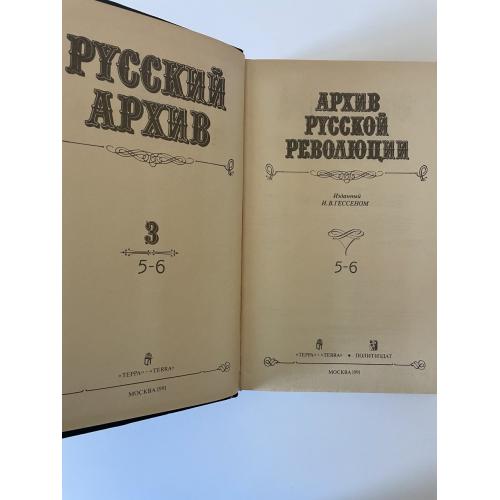 РУССКИЙ
АРХИВ
3
5-6
«ТЕРРА»–«TERRA»
МОСКВА 1991
АРХИВ
РУССКОЙ
РЕВОЛЮЦИИ
Изданный
И.В.ГЕССЕНОМ
5-6
«ТЕРРА»–«TERRA» • ПОЛИТИЗДАТ
МОСКВА 1991